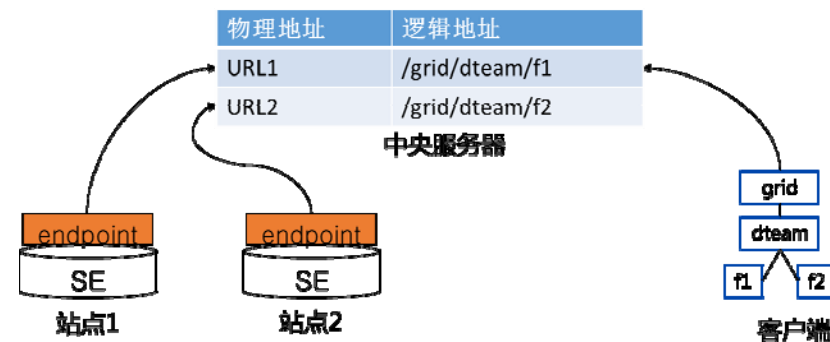 物理地址 逻辑地址
URL1 /grid/dteam/f1
URL2 /grid/dteam/f2
中央服务器
grid
dteam
f1 f2
客户端
endpoint endpoint
SE SE
站点1 站点2